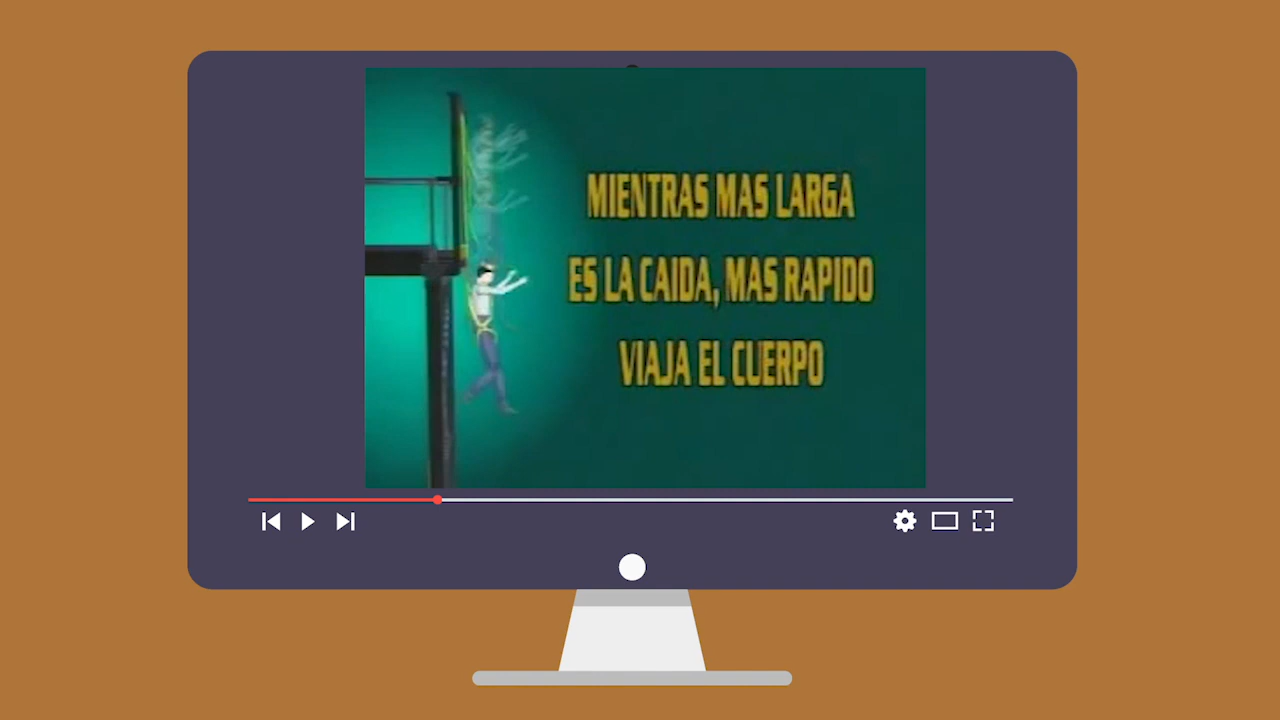 MIENTRAS MAS LARGA
ES LA CAIDA, MAS RAPIDO
VIAJA EL CUERPO